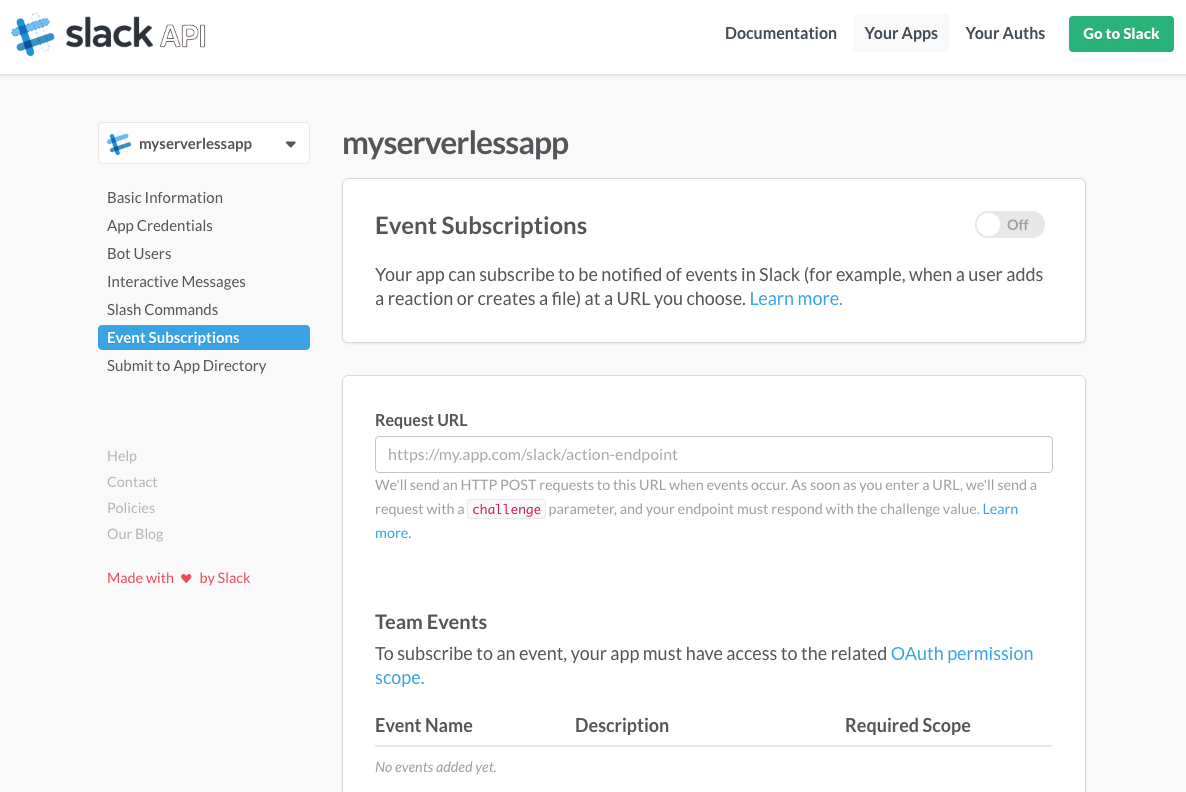 slack API
Documentation
Your Apps
Your Auths
Go to Slack
myserverlessapp
Basic Information
App Credentials
Bot Users
Interactive Messages
Slash Commands
Event Subscriptions
Submit to App Directory
Help
Contact
Policies
Our Blog
Made with ♥ by Slack
myserverlessapp
Event Subscriptions
Off
Your app can subscribe to be notified of events in Slack (for example, when a user adds
a reaction or creates a file) at a URL you choose. Learn more.
Request URL
https://my.app.com/slack/action-endpoint
We'll send an HTTP POST requests to this URL when events occur. As soon as you enter a URL, we'll send a
request with a challenge parameter, and your endpoint must respond with the challenge value. Learn
more.
Team Events
To subscribe to an event, your app must have access to the related OAuth permission
scope.
Event Name Description Required Scope
No events added yet.